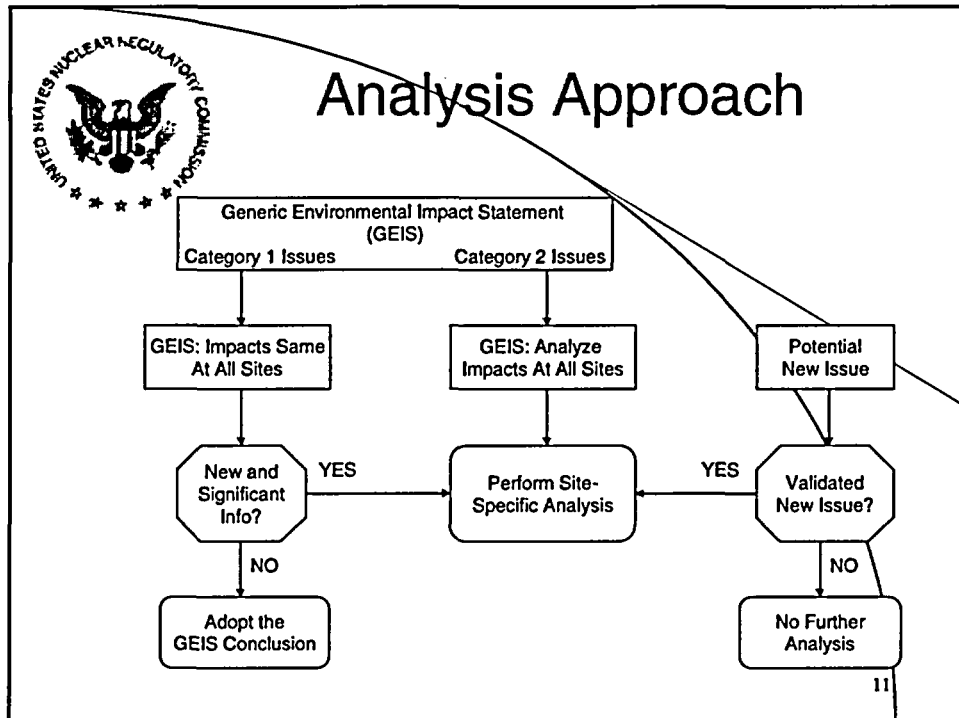 UNITED STATES NUCLEAR REGULATORY COMMISSION
Analysis Approach
Generic Environmental Impact Statement
(GEIS)
Category 1 Issues
Category 2 Issues
GEIS: Impacts Same
At All Sites
GEIS: Analyze
Impacts At All Sites
Potential
New Issue
New and
Significant
Info?
YES
Perform Site-
Specific Analysis
YES
Validated
New Issue?
NO
NO
Adopt the
GEIS Conclusion
No Further
Analysis
11